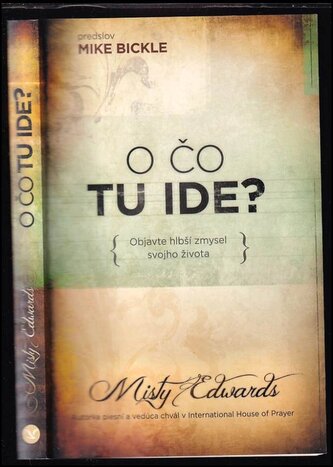 predslov
MIKE BICKLE
O ČO
TU IDE?
{ Objavte hlbší zmysel
svojho života }
Misty Edwards
Autorka piesní a vedúca chvál v International House of Prayer
O ČO TU IDE?
Misty Edwards